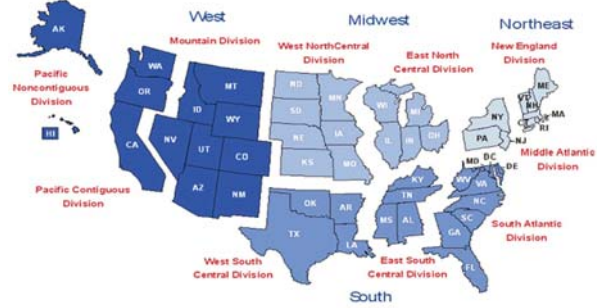 West
Midwest
Northeast
Mountain Division
West NorthCentral
Division
East North
Central Division
New England
Division
Pacific
Noncontiguous
Division
Pacific Contiguous
Division
Middle Atlantic
Division
South Atlantic
Division
West South
Central Division
East South
Central Division
South
AK
HI
WA
OR
CA
NV
ID
MT
WY
UT
CO
AZ
NM
ND
SD
NE
KS
MN
IA
MO
WI
MI
IL
IN
OH
OK
TX
AR
LA
KY
TN
MS
AL
WV
VA
NC
SC
GA
FL
MD
DC
DE
NY
PA
NJ
VT
NH
ME
MA
RI
CT